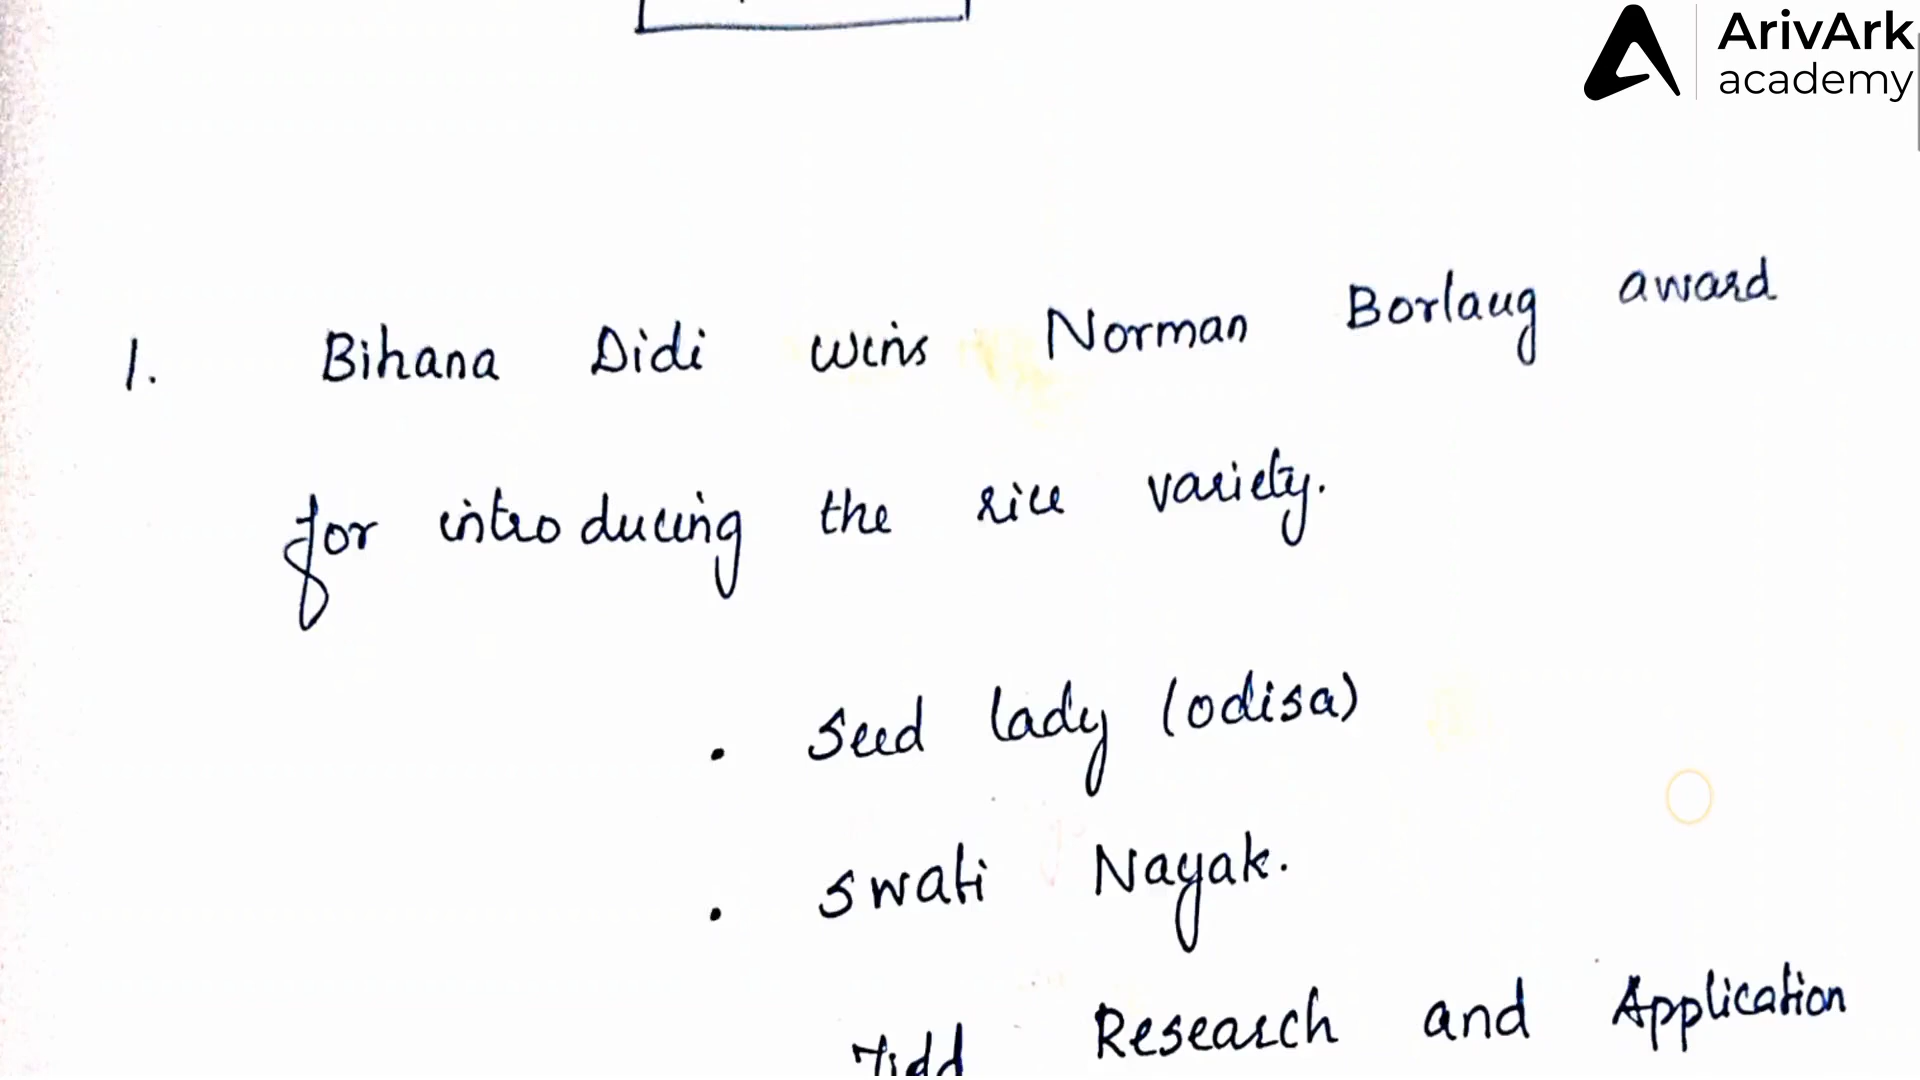 ArivArk
academy
1. Bihana Didi wins Norman Borlaug award
for introducing the rice variety.
. Seed lady (odisa)
. Swati Nayak.
Research and Application